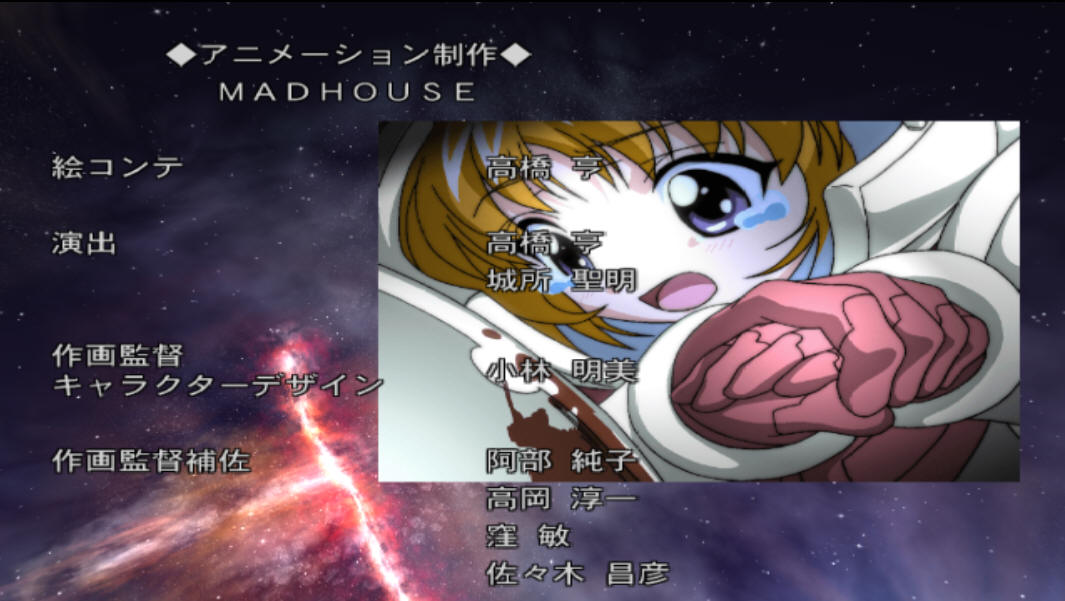 ◆アニメーション制作◆
MADHOUSE
絵コンテ 高橋 亨
演出 高橋 亨
城所 聖明
作画監督
キャラクターデザイン 小林 明美
作画監督補佐 阿部 純子
高岡 淳一
窪 敏
佐々木 昌彦